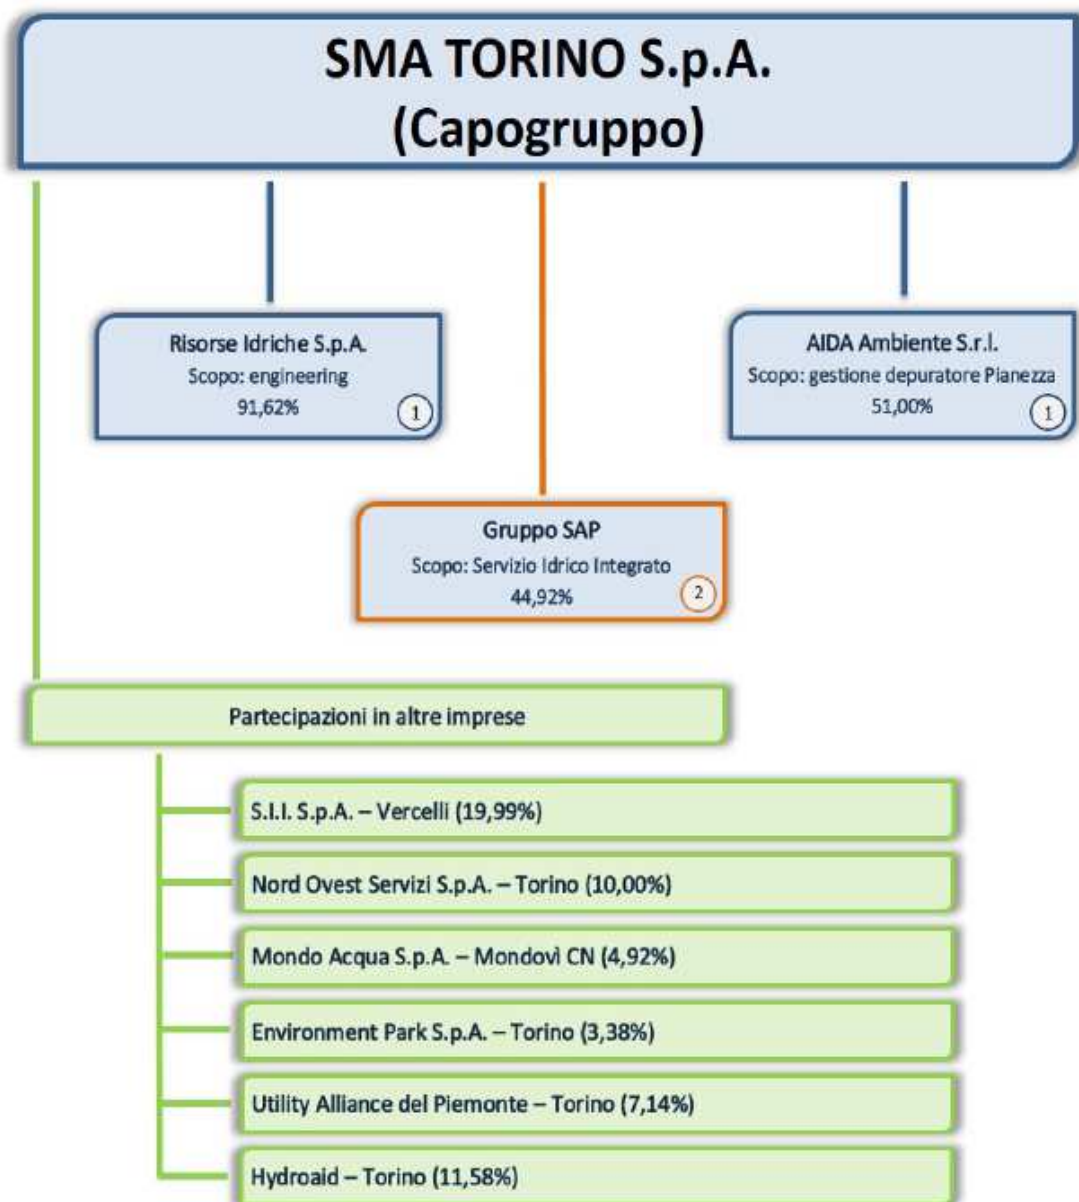 SMA TORINO S.p.A.
(Capogruppo)
Risorse Idriche S.p.A.
Scopo: engineering
91,62%
1
AIDA Ambiente S.r.l.
Scopo: gestione depuratore Pianezza
51,00%
1
Gruppo SAP
Scopo: Servizio Idrico Integrato
44,92%
2
Partecipazioni in altre imprese
S.I.I. S.p.A. – Vercelli (19,99%)
Nord Ovest Servizi S.p.A. – Torino (10,00%)
Mondo Acqua S.p.A. – Mondovì CN (4,92%)
Environment Park S.p.A. – Torino (3,38%)
Utility Alliance del Piemonte – Torino (7,14%)
Hydroaid – Torino (11,58%)